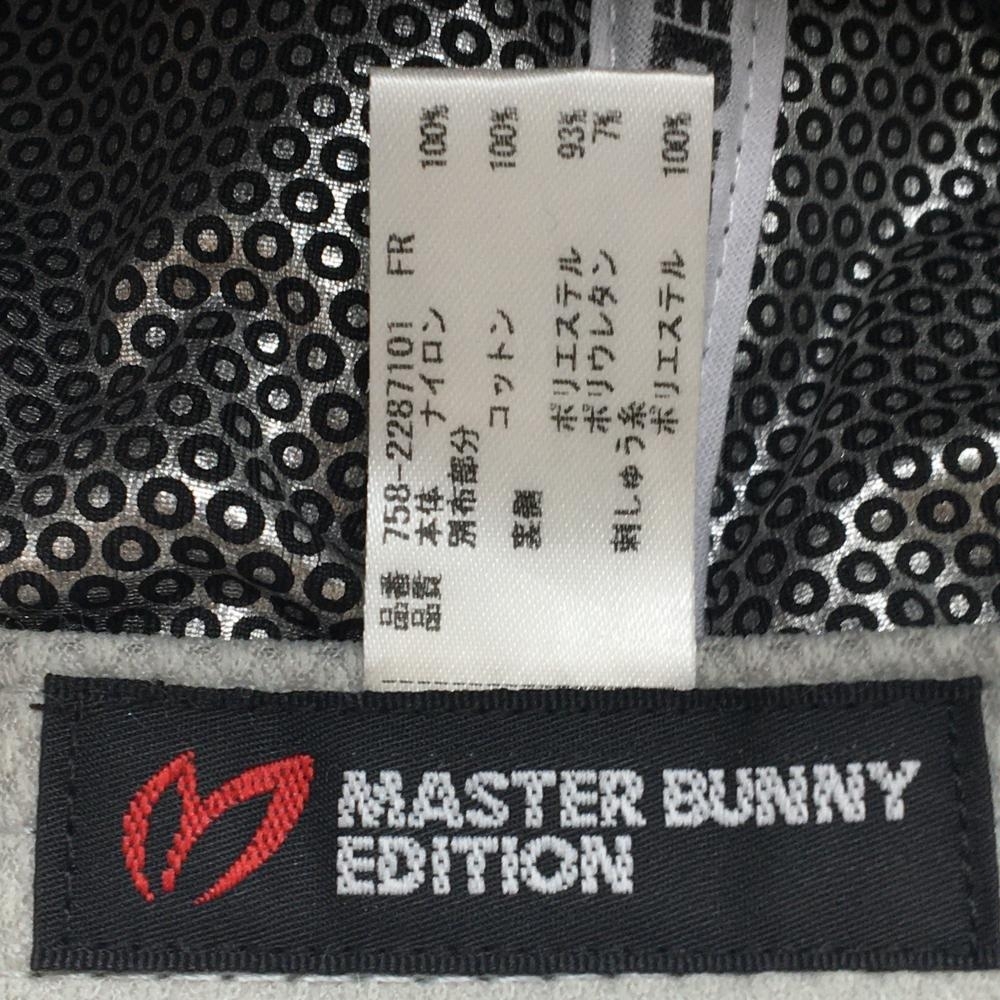 品番 758-2287101 FR
品質 本体 ナイロン 100%
別布部分
コットン 100%
裏側
ポリエステル 93%
ポリウレタン 7%
刺しゅう糸
ポリエステル 100%
MASTER BUNNY
EDITION